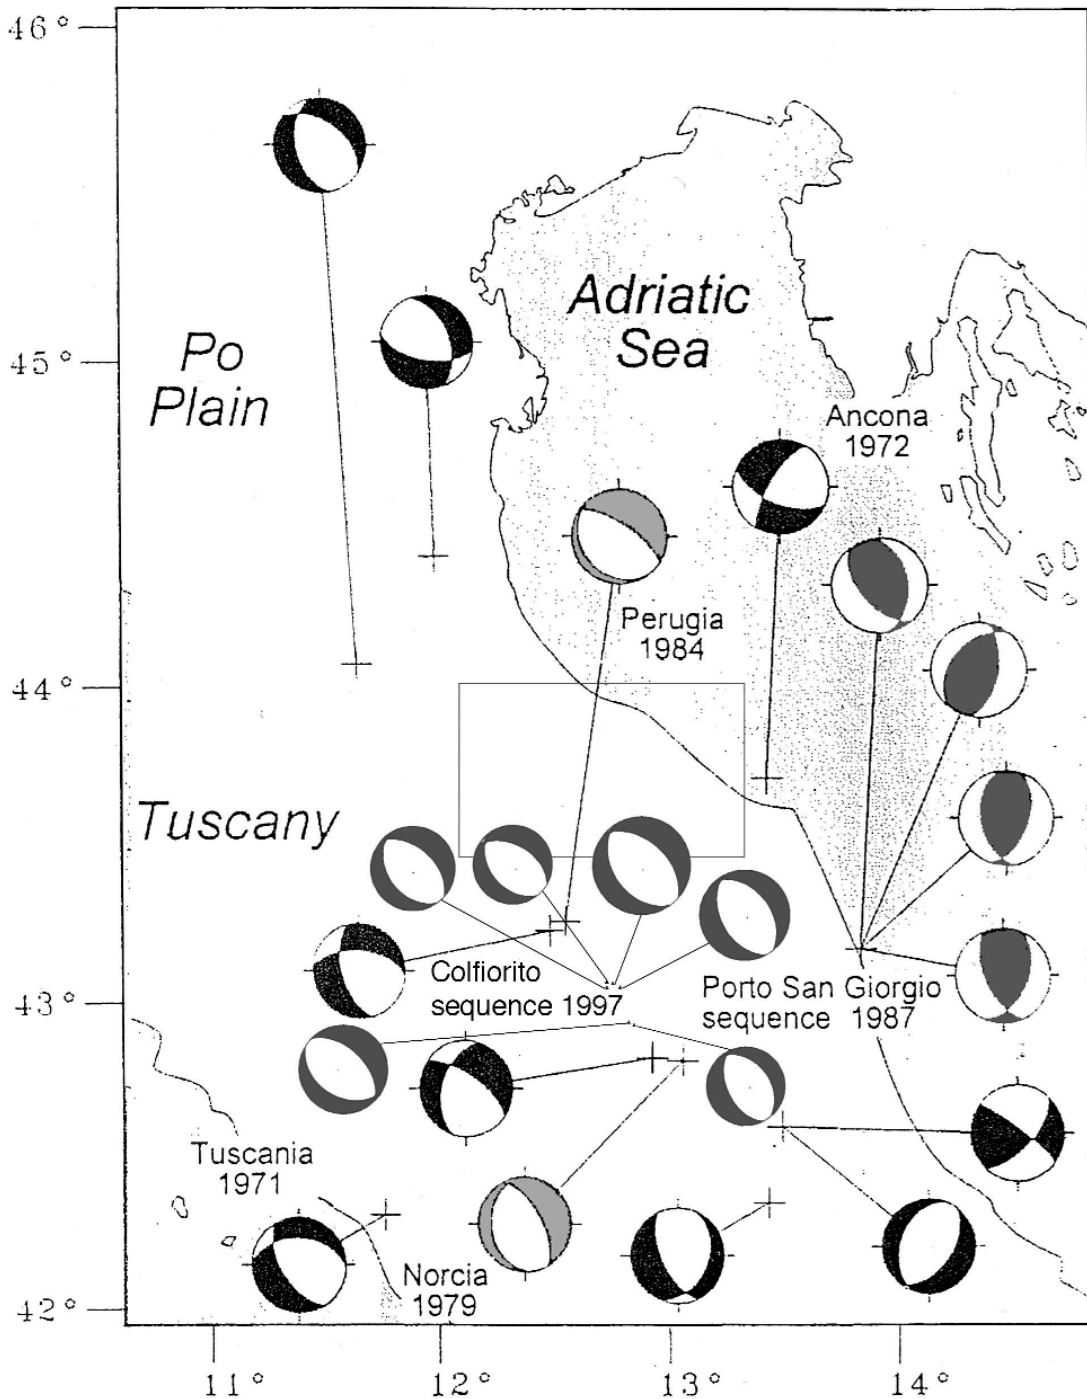 46°
Adriatic
Sea
45°
Po
Plain
Ancona
1972
Perugia
1984
44°
Tuscany
Colfiorito
sequence 1997
Porto San Giorgio
sequence 1987
43°
Tuscania
1971
Norcia
1979
42°
11°
12°
13°
14°